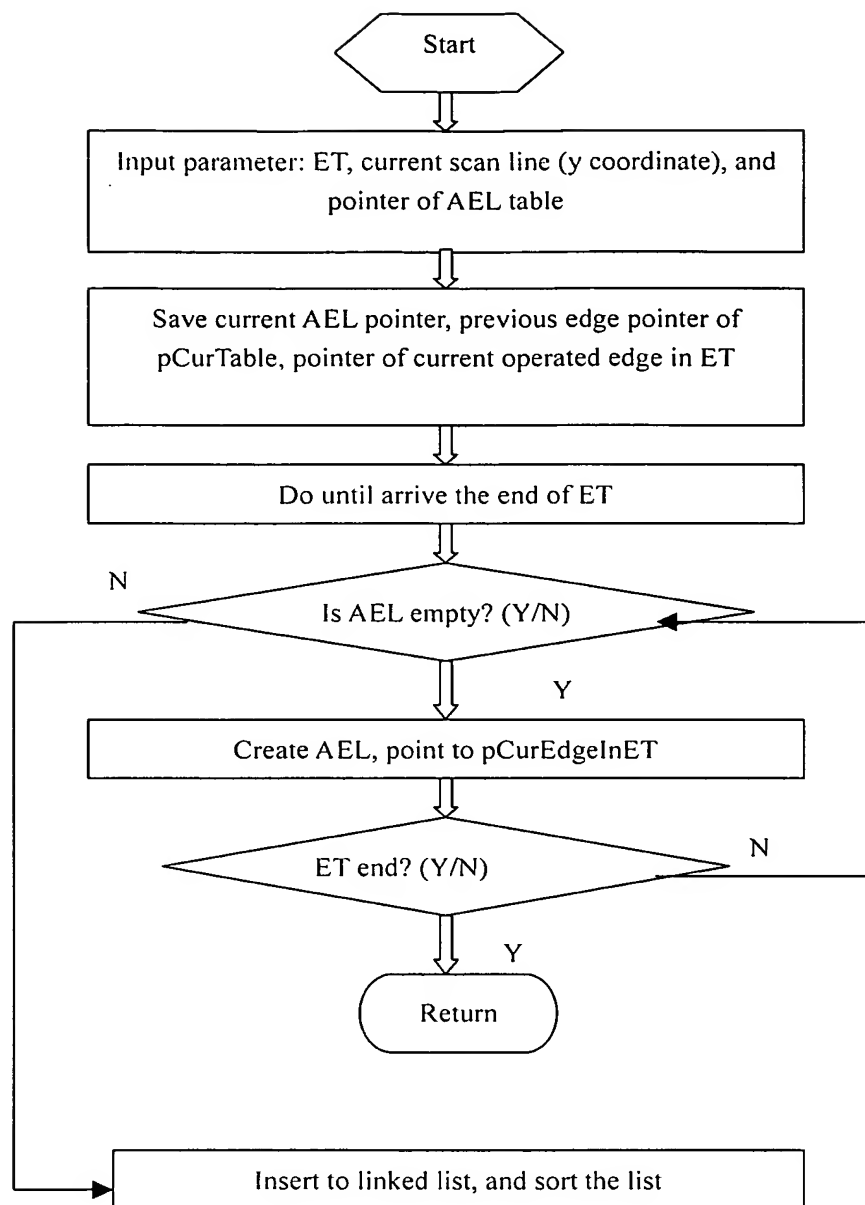 Start
Input parameter: ET, current scan line (y coordinate), and
pointer of AEL table
Save current AEL pointer, previous edge pointer of
pCurTable, pointer of current operated edge in ET
Do until arrive the end of ET
N
Is AEL empty? (Y/N)
Y
Create AEL, point to pCurEdgeInET
ET end? (Y/N)
N
Y
Return
Insert to linked list, and sort the list